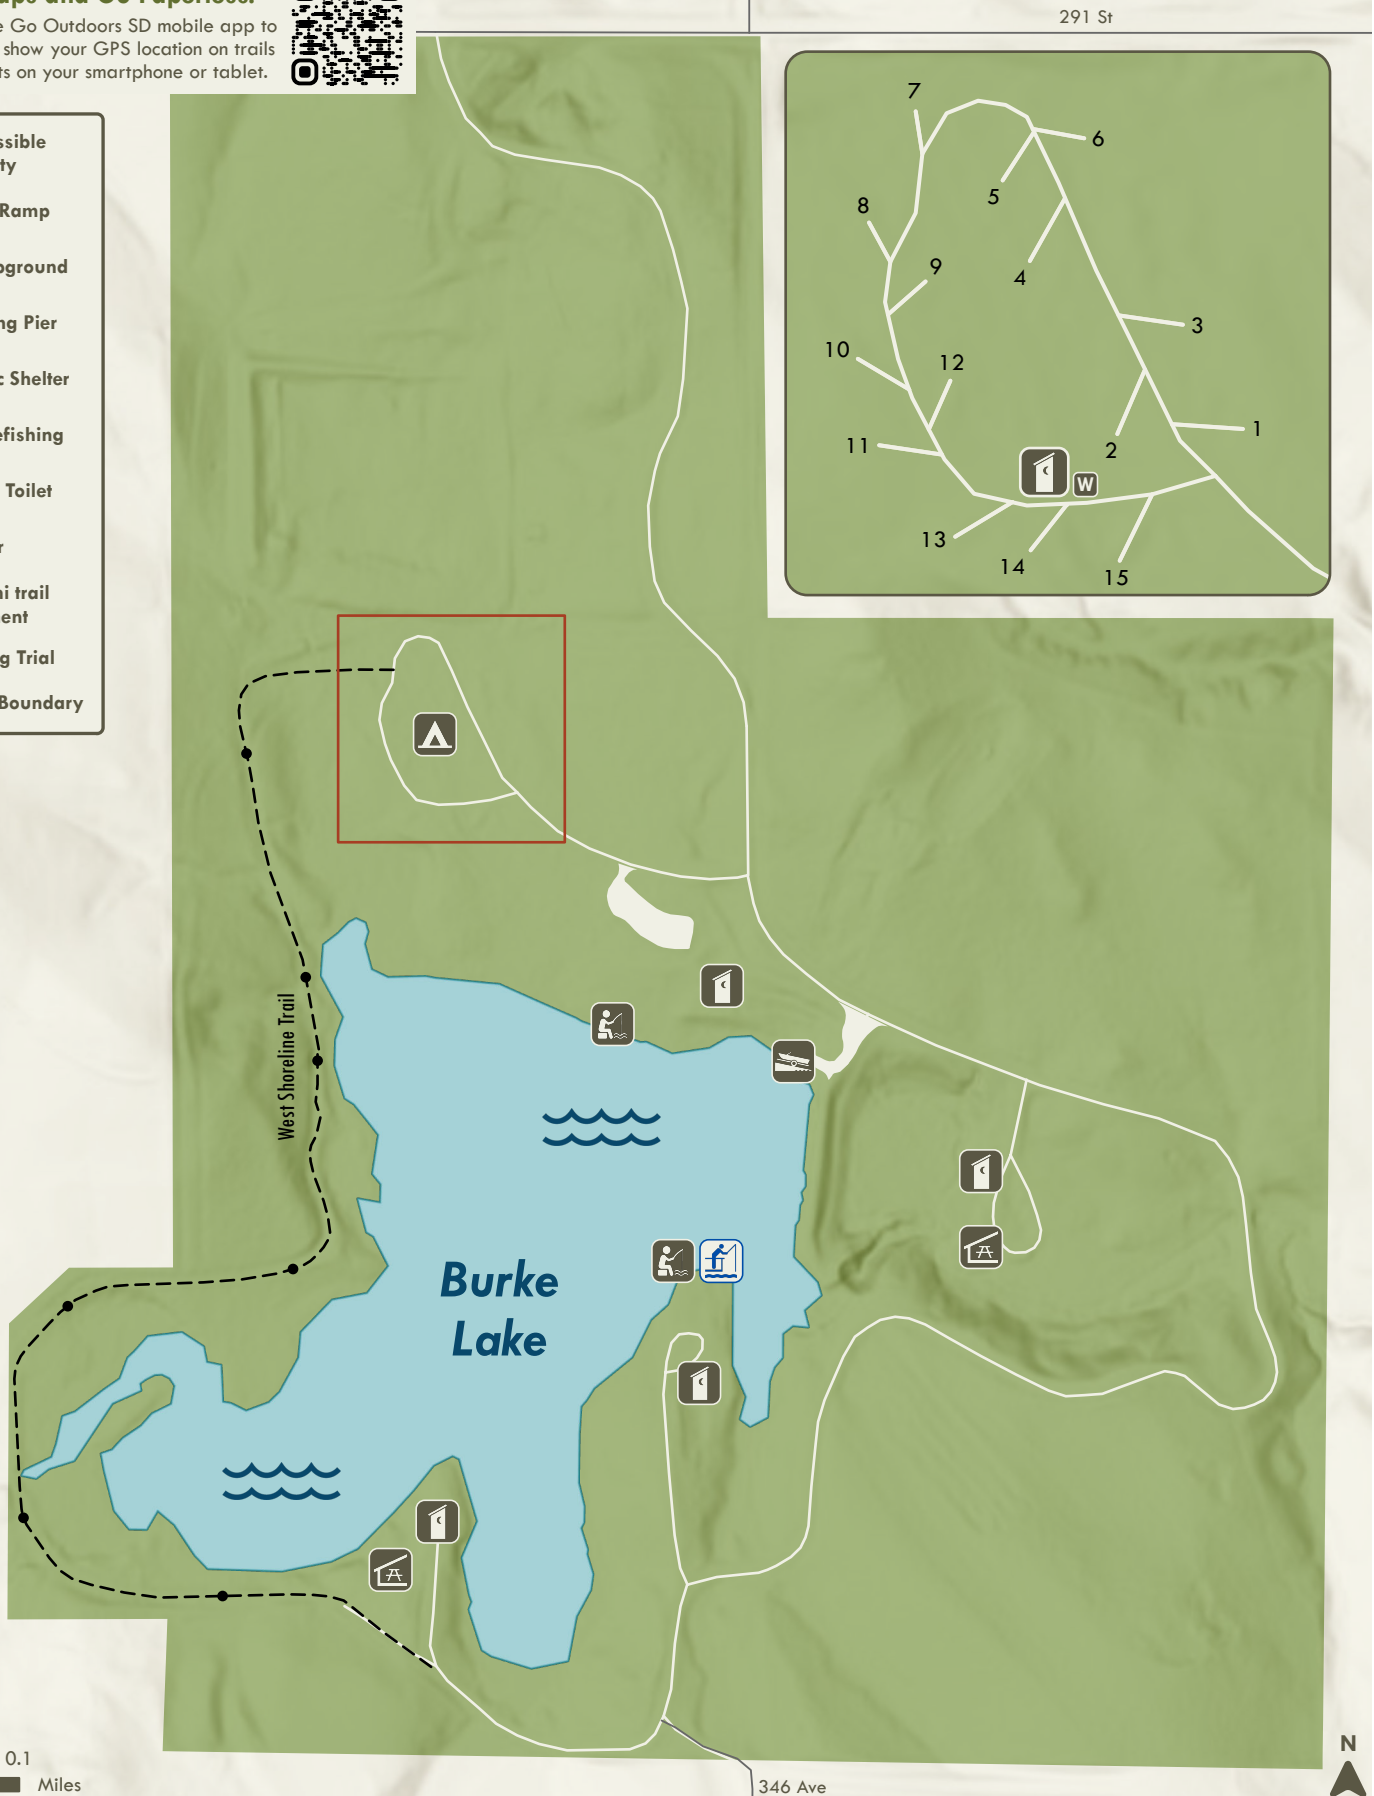 e Go Outdoors SD mobile app to
show your GPS location on trails
ts on your smartphone or tablet.
ssible
ty
Ramp
pground
ng Pier
c Shelter
efishing
Toilet
r
ni trail
ent
g Trial
Boundary
0.1
Miles
291 St
7
6
5
8
4
9
3
10
12
1
11
2
W
13
14
15
West Shoreline Trail
Burke
Lake
346 Ave
N